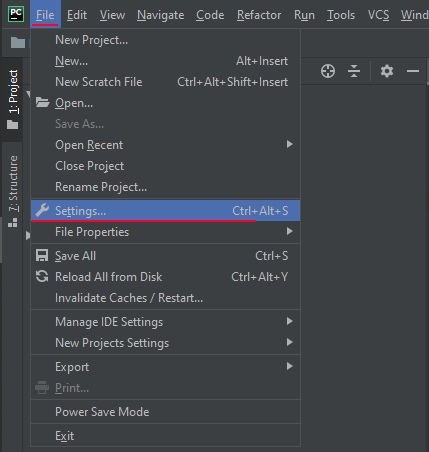 PC File Edit View Navigate Code Refactor Run Tools VCS Wind
New Project...
New... Alt+Insert
New Scratch File Ctrl+Alt+Shift+Insert
Open...
Save As...
Open Recent
Close Project
Rename Project...
Settings... Ctrl+Alt+S
File Properties
Save All Ctrl+S
Reload All from Disk Ctrl+Alt+Y
Invalidate Caches / Restart...
Manage IDE Settings
New Projects Settings
Export
Print...
Power Save Mode
Exit
1: Project
7: Structure